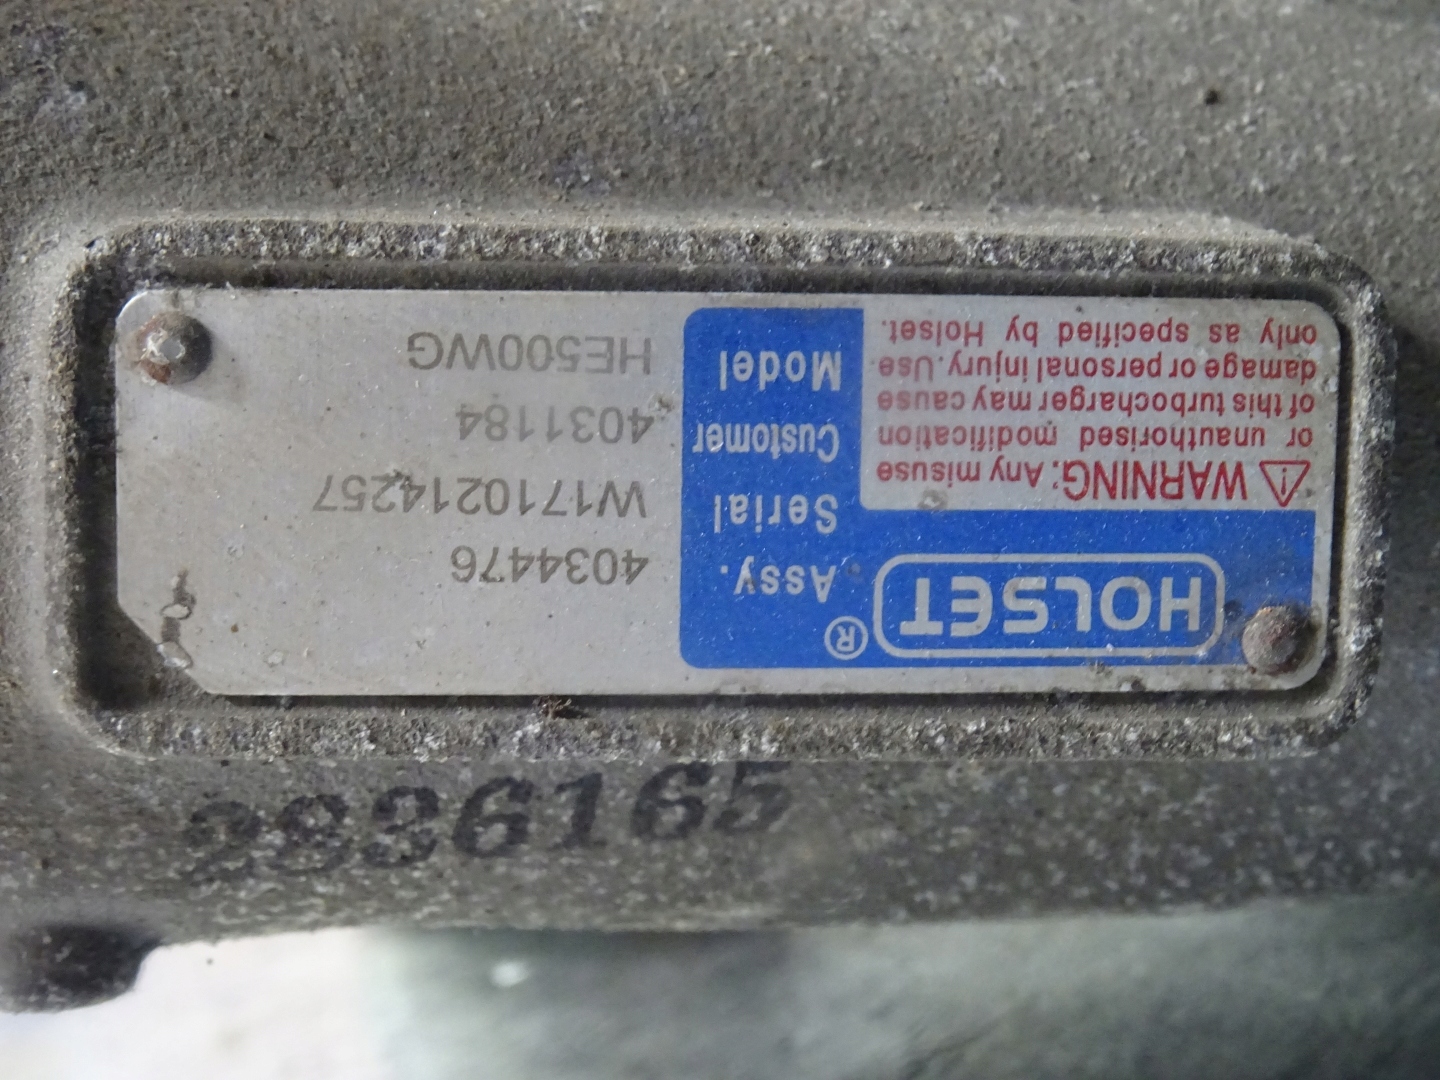 HOLSET ®
⚠ WARNING: Any misuse
or unauthorised modification
of this turbocharger may cause
damage or personal injury. Use
only as specified by Holset.
Assy. 4034476
Serial W1710214257
Customer 4031184
Model HE500WG
2836165